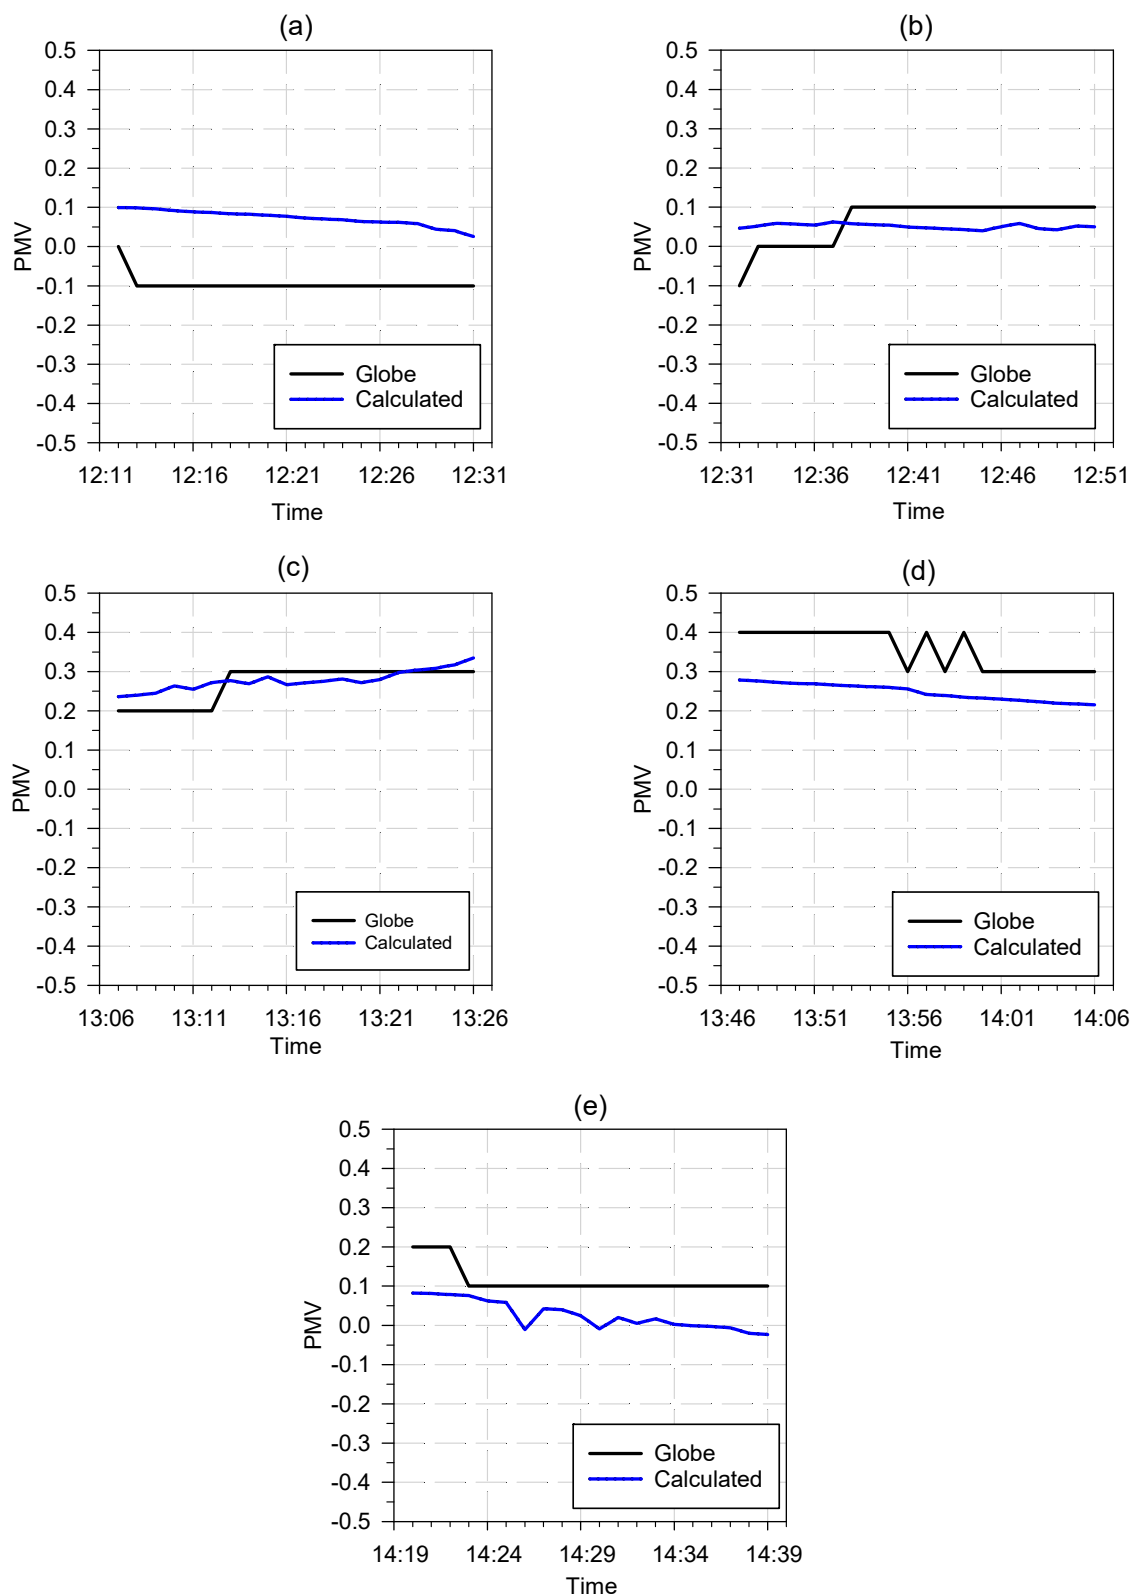 (a)
0.5
0.4
0.3
0.2
0.1
0.0
-0.1
-0.2
-0.3
-0.4
-0.5
PMV
Globe
Calculated
12:11 12:16 12:21 12:26 12:31
Time
(b)
0.5
0.4
0.3
0.2
0.1
0.0
-0.1
-0.2
-0.3
-0.4
-0.5
PMV
Globe
Calculated
12:31 12:36 12:41 12:46 12:51
Time
(c)
0.5
0.4
0.3
0.2
0.1
0.0
-0.1
-0.2
-0.3
-0.4
-0.5
PMV
Globe
Calculated
13:06 13:11 13:16 13:21 13:26
Time
(d)
0.5
0.4
0.3
0.2
0.1
0.0
-0.1
-0.2
-0.3
-0.4
-0.5
PMV
Globe
Calculated
13:46 13:51 13:56 14:01 14:06
Time
(e)
0.5
0.4
0.3
0.2
0.1
0.0
-0.1
-0.2
-0.3
-0.4
-0.5
PMV
Globe
Calculated
14:19 14:24 14:29 14:34 14:39
Time